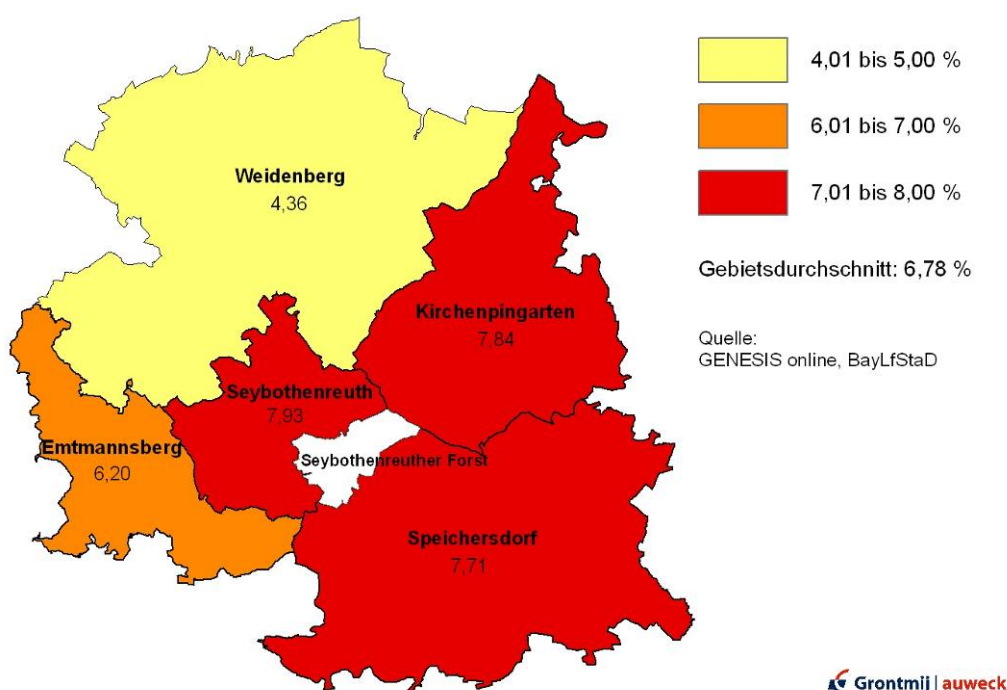 4,01 bis 5,00 %
6,01 bis 7,00 %
7,01 bis 8,00 %
Gebietsdurchschnitt: 6,78 %
Quelle:
GENESIS online, BayLfStaD
Weidenberg
4,36
Kirchenpingarten
7,84
Seybothenreuth
7,93
Emtmannsberg
6,20
Seybothenreuther Forst
Speichersdorf
7,71
Grontmij | auweck